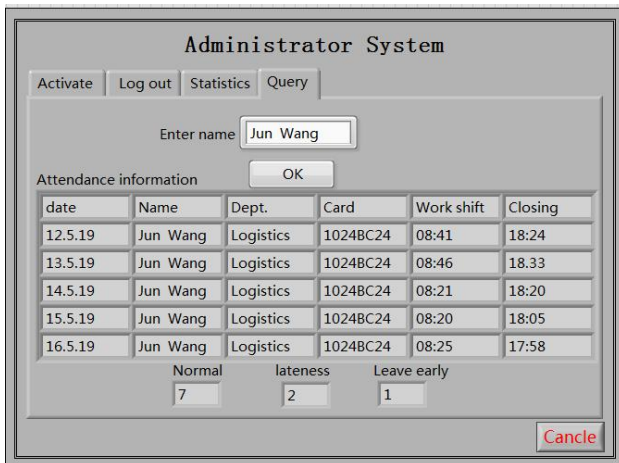 Administrator System
Activate Log out Statistics Query
Enter name Jun Wang
OK
Attendance information
date Name Dept. Card Work shift Closing
12.5.19 Jun Wang Logistics 1024BC24 08:41 18:24
13.5.19 Jun Wang Logistics 1024BC24 08:46 18.33
14.5.19 Jun Wang Logistics 1024BC24 08:21 18:20
15.5.19 Jun Wang Logistics 1024BC24 08:20 18:05
16.5.19 Jun Wang Logistics 1024BC24 08:25 17:58
Normal lateness Leave early
7 2 1
Cancle